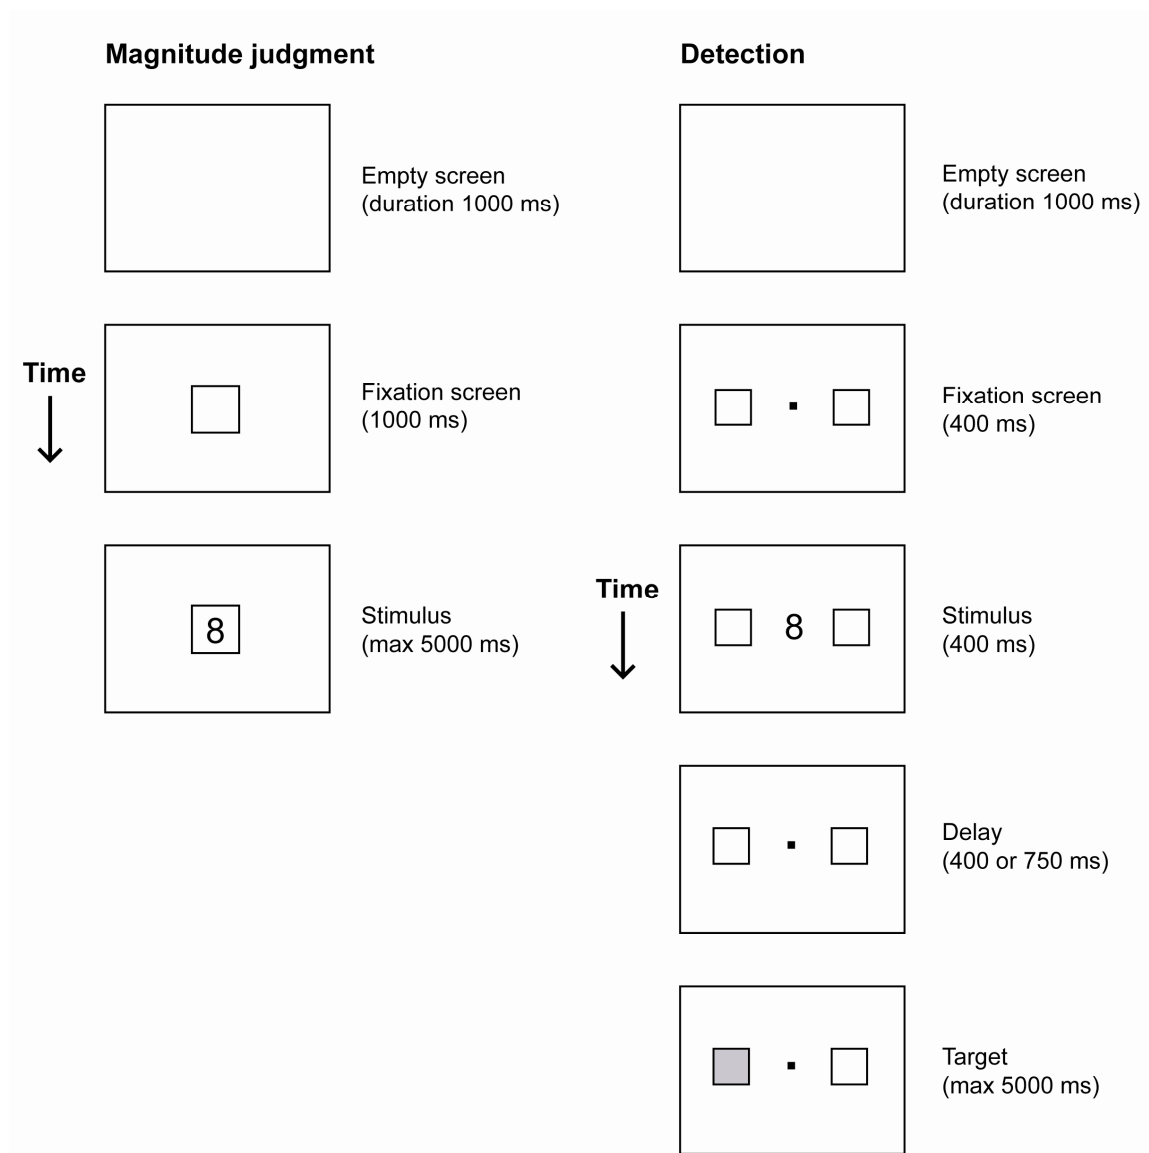 Magnitude judgment
Empty screen
(duration 1000 ms)
Time
Fixation screen
(1000 ms)
8
Stimulus
(max 5000 ms)
Detection
Empty screen
(duration 1000 ms)
Fixation screen
(400 ms)
Time
8
Stimulus
(400 ms)
Delay
(400 or 750 ms)
Target
(max 5000 ms)